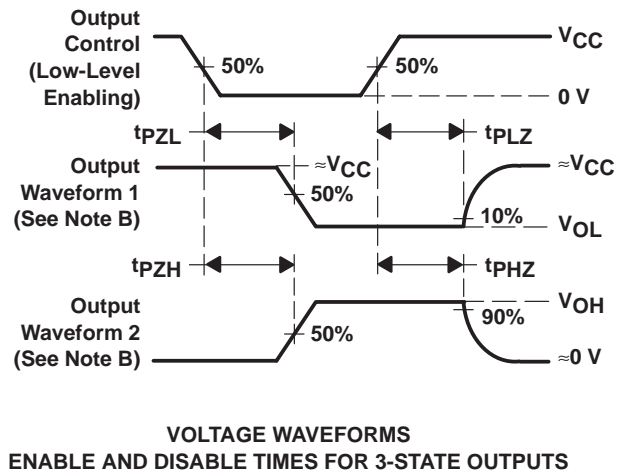 Output
Control
(Low-Level
Enabling)
50%
50%
VCC
0 V
tPZL
tPLZ
Output
Waveform 1
(See Note B)
≈VCC
50%
≈VCC
10%
VOL
tPZH
tPHZ
Output
Waveform 2
(See Note B)
50%
VOH
90%
≈0 V
VOLTAGE WAVEFORMS
ENABLE AND DISABLE TIMES FOR 3-STATE OUTPUTS